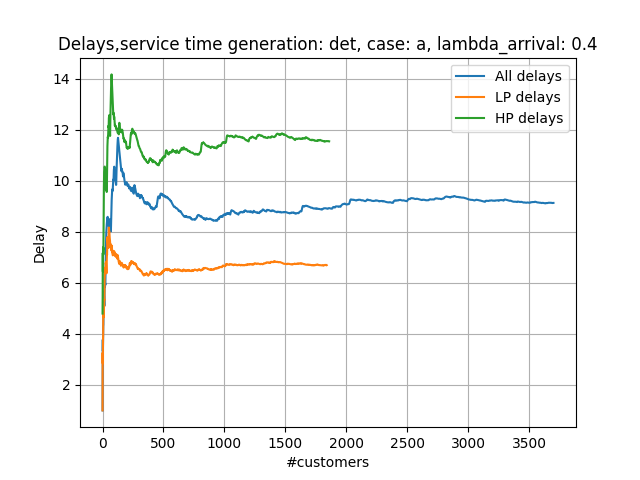 Delays,service time generation: det, case: a, lambda_arrival: 0.4
All delays
LP delays
HP delays
14
12
10
8
6
4
2
Delay
0
500
1000
1500
2000
2500
3000
3500
#customers